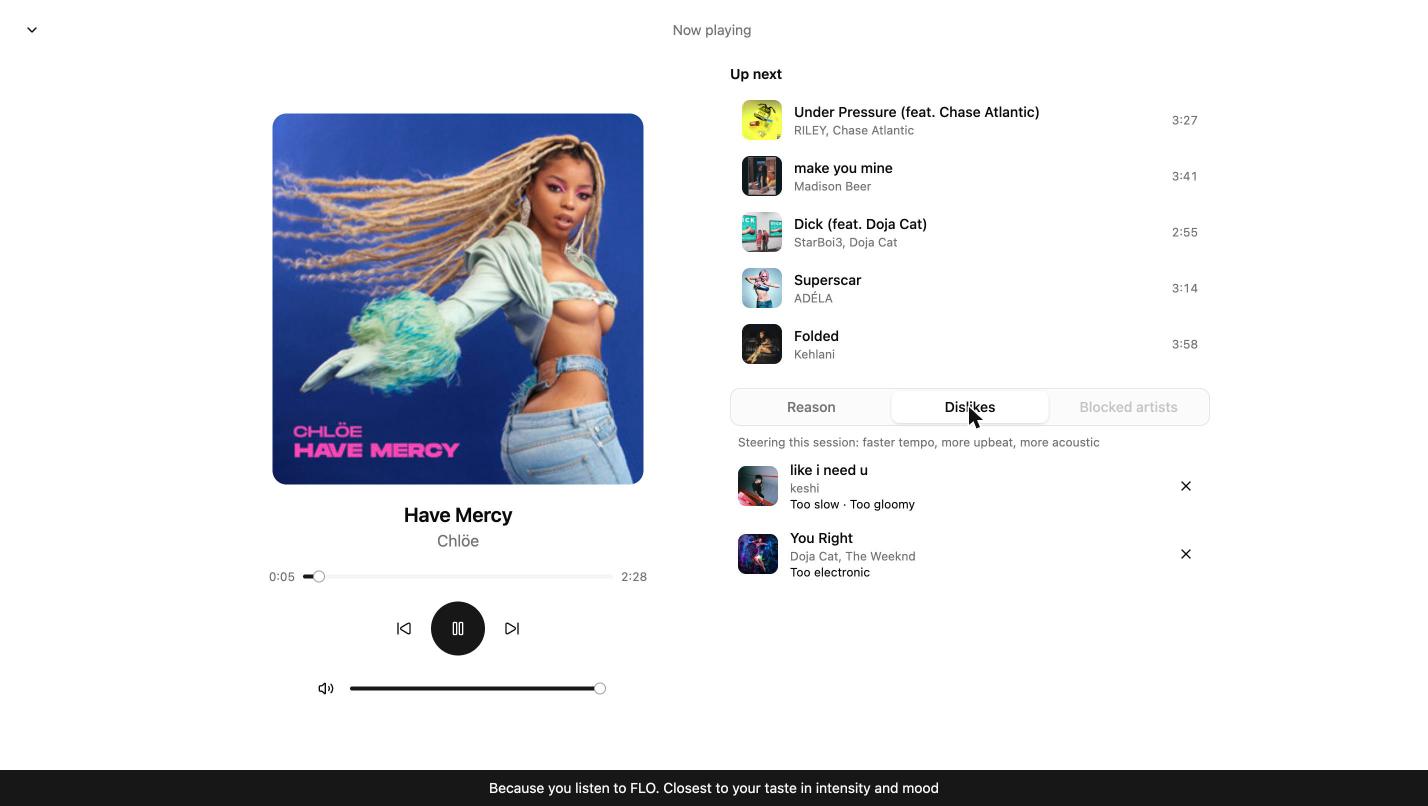 Now playing
CHLÖE
HAVE MERCY
Have Mercy
Chlöe
0:05
2:28
Up next
Under Pressure (feat. Chase Atlantic)
RILEY, Chase Atlantic
3:27
make you mine
Madison Beer
3:41
Dick (feat. Doja Cat)
StarBoi3, Doja Cat
2:55
Superscar
ADÉLA
3:14
Folded
Kehlani
3:58
Reason
Dislikes
Blocked artists
Steering this session: faster tempo, more upbeat, more acoustic
like i need u
keshi
Too slow · Too gloomy
You Right
Doja Cat, The Weeknd
Too electronic
Because you listen to FLO. Closest to your taste in intensity and mood